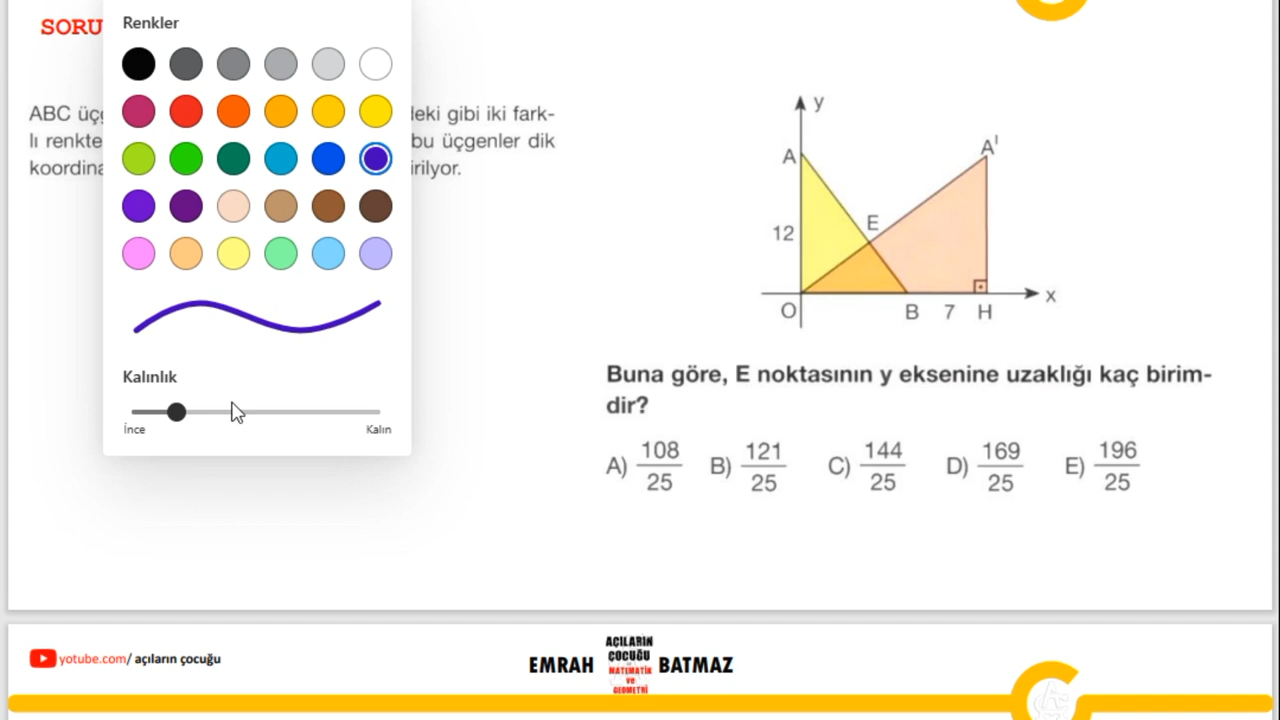 SORU
Renkler
ABC üçg
deki gibi iki fark-
lı renkte
bu üçgenler dik
koordina
irilyor.
Kalınlık
İnce
Kalın
y
A
A'
E
12
O
B
7
H
x
Buna göre, E noktasının y eksenine uzaklığı kaç birim-
dir?
A) 108/25 B) 121/25 C) 144/25 D) 169/25 E) 196/25
yotube.com/ açıların çocuğu
EMRAH
AÇILARIN
ÇOCUĞU
MATEMATİK
ve
GEOMETRİ
BATMAZ